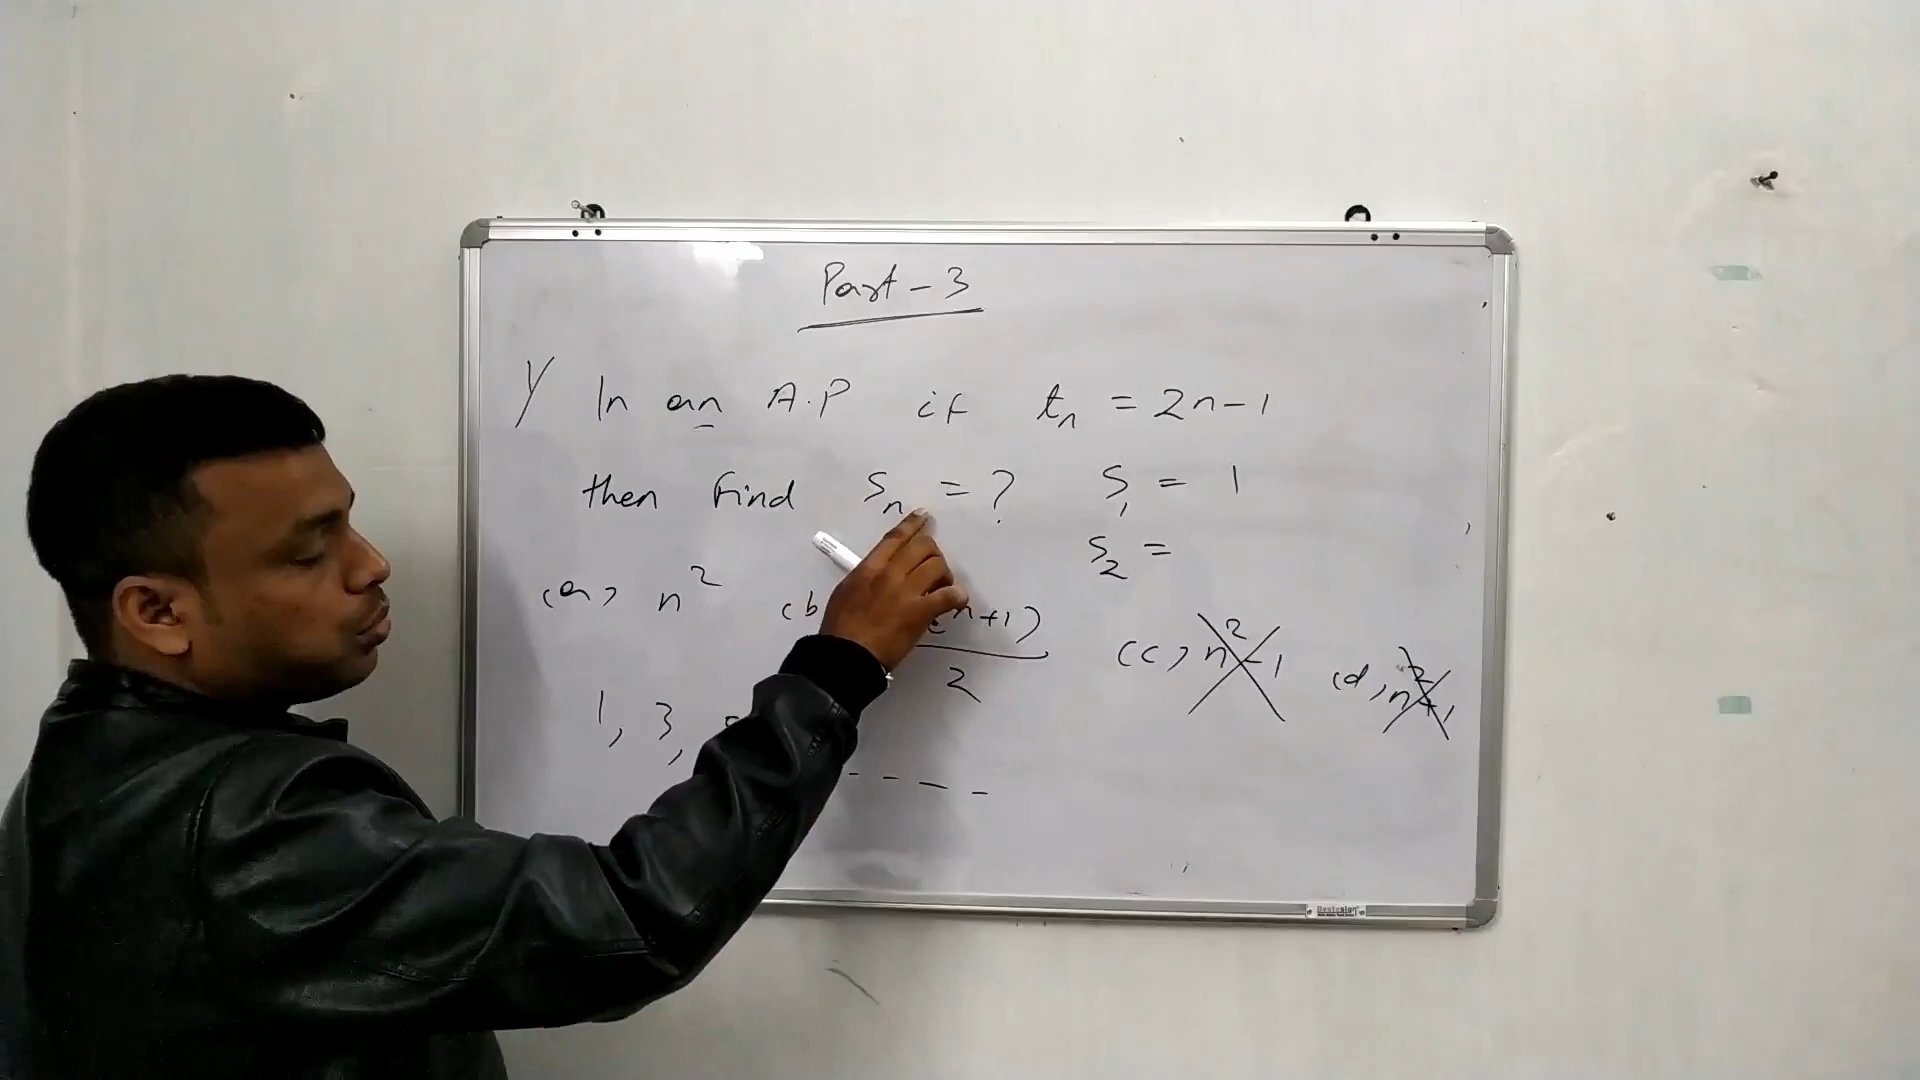 Part-3
Y In an A.P if tn = 2n-1
then find Sn = ? S1 = 1
S2 =
(a) n² (b) (n+1) (c) n²-1 (d) n²+1
2
1, 3,